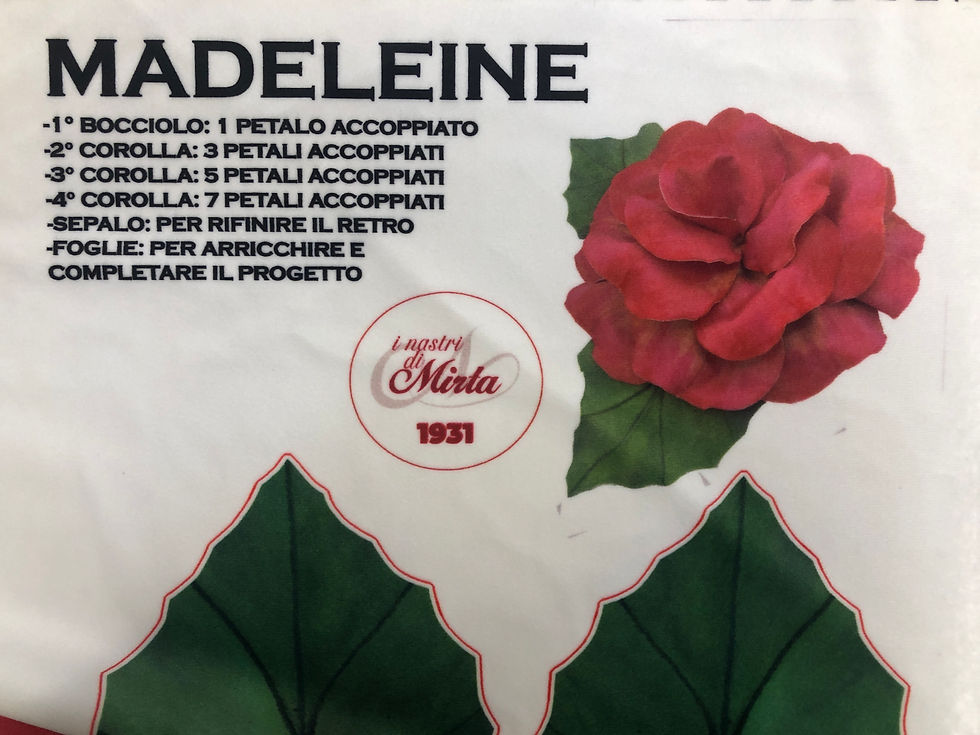 MADELEINE
-1° BOCCIOLO: 1 PETALO ACCOPPIATO
-2° COROLLA: 3 PETALI ACCOPPIATI
-3° COROLLA: 5 PETALI ACCOPPIATI
-4° COROLLA: 7 PETALI ACCOPPIATI
-SEPALO: PER RIFINIRE IL RETRO
-FOGLIE: PER ARRICCHIRE E
COMPLETARE IL PROGETTO
i nastri
di
Mirta
1931